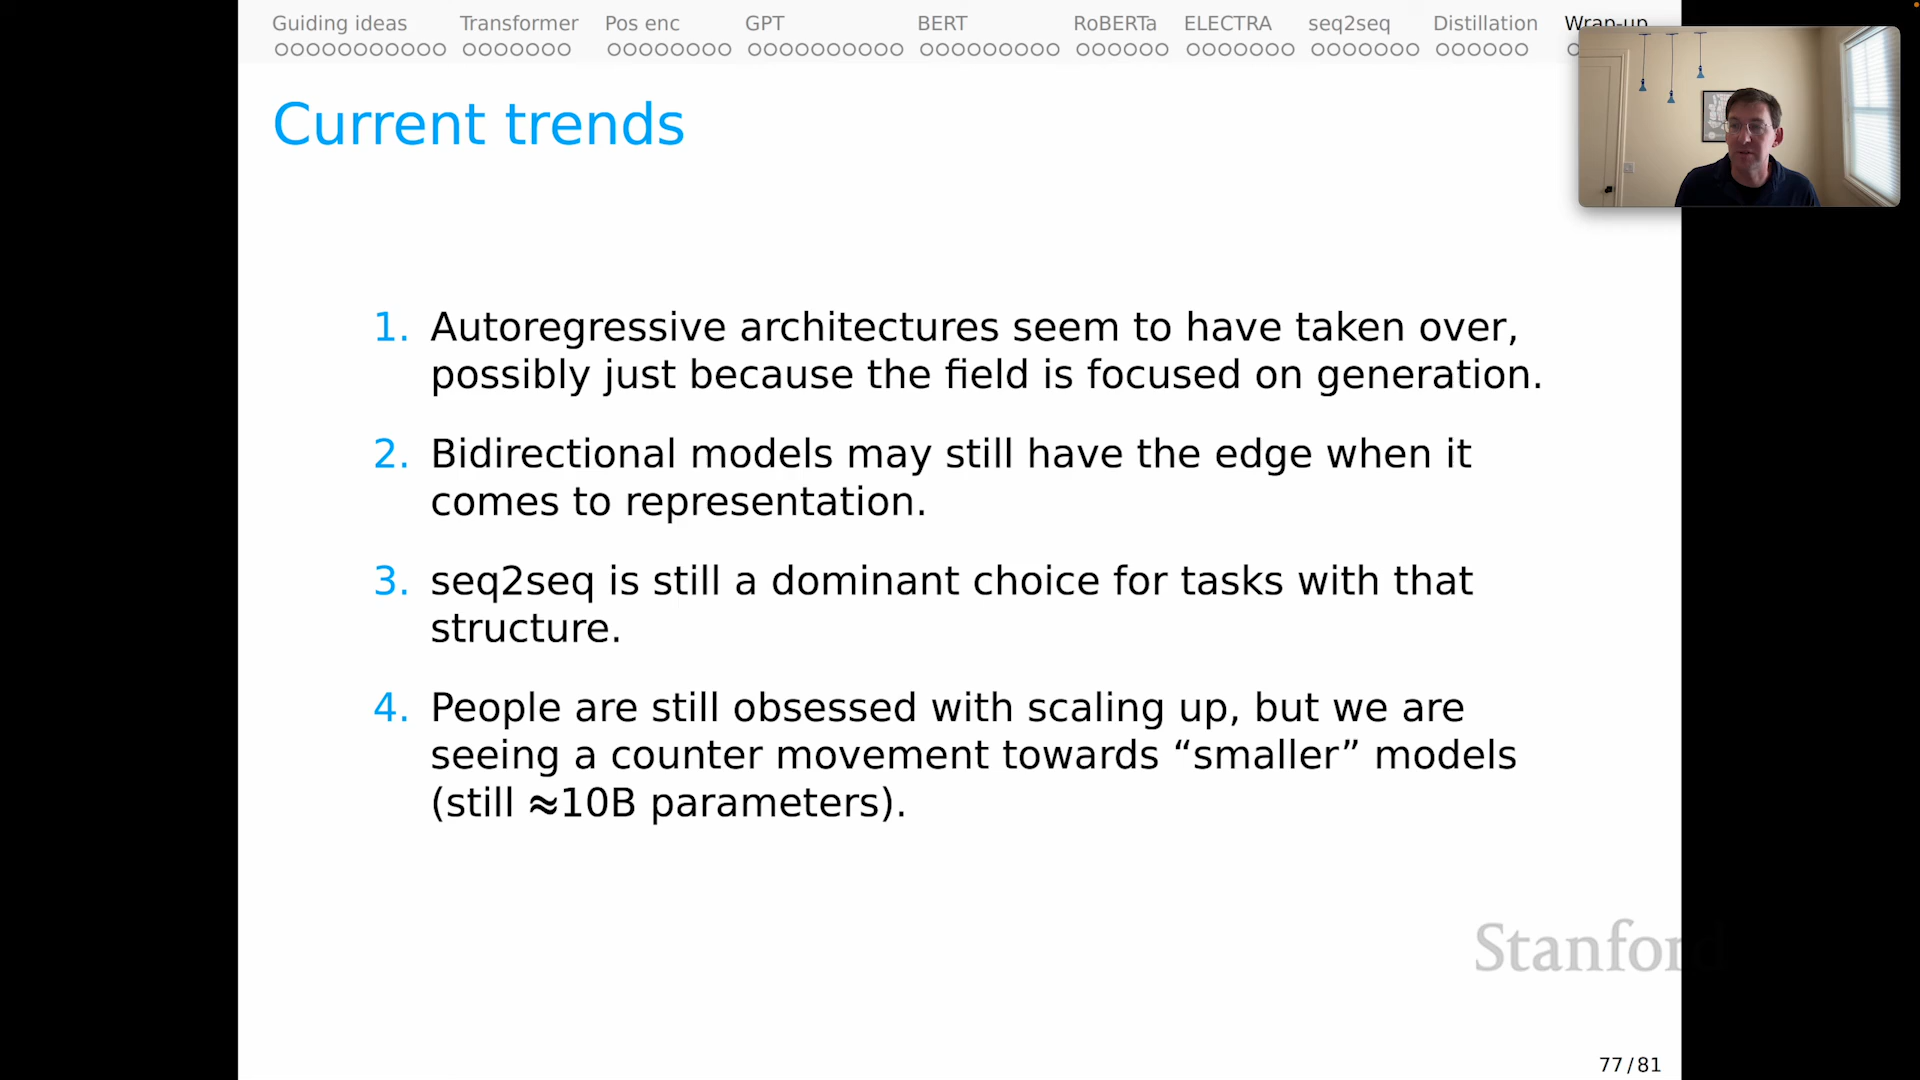 Guiding ideas Transformer Pos enc GPT BERT RoBERTa ELECTRA seq2seq Distillation Wrap-up
Current trends
1. Autoregressive architectures seem to have taken over,
possibly just because the field is focused on generation.
2. Bidirectional models may still have the edge when it
comes to representation.
3. seq2seq is still a dominant choice for tasks with that
structure.
4. People are still obsessed with scaling up, but we are
seeing a counter movement towards “smaller” models
(still ≈10B parameters).
Stanford
77 / 81